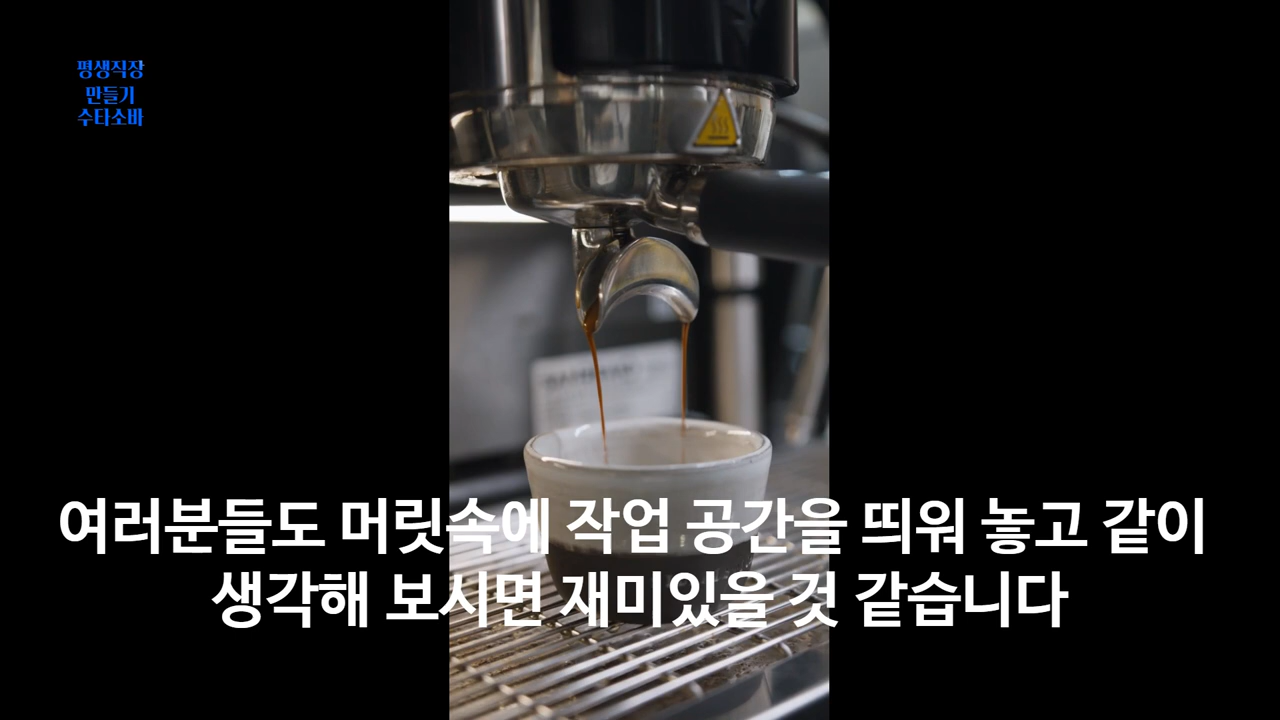 평생직장
만들기
수타소바
여러분들도 머릿속에 작업 공간을 띄워 놓고 같이
생각해 보시면 재미있을 것 같습니다